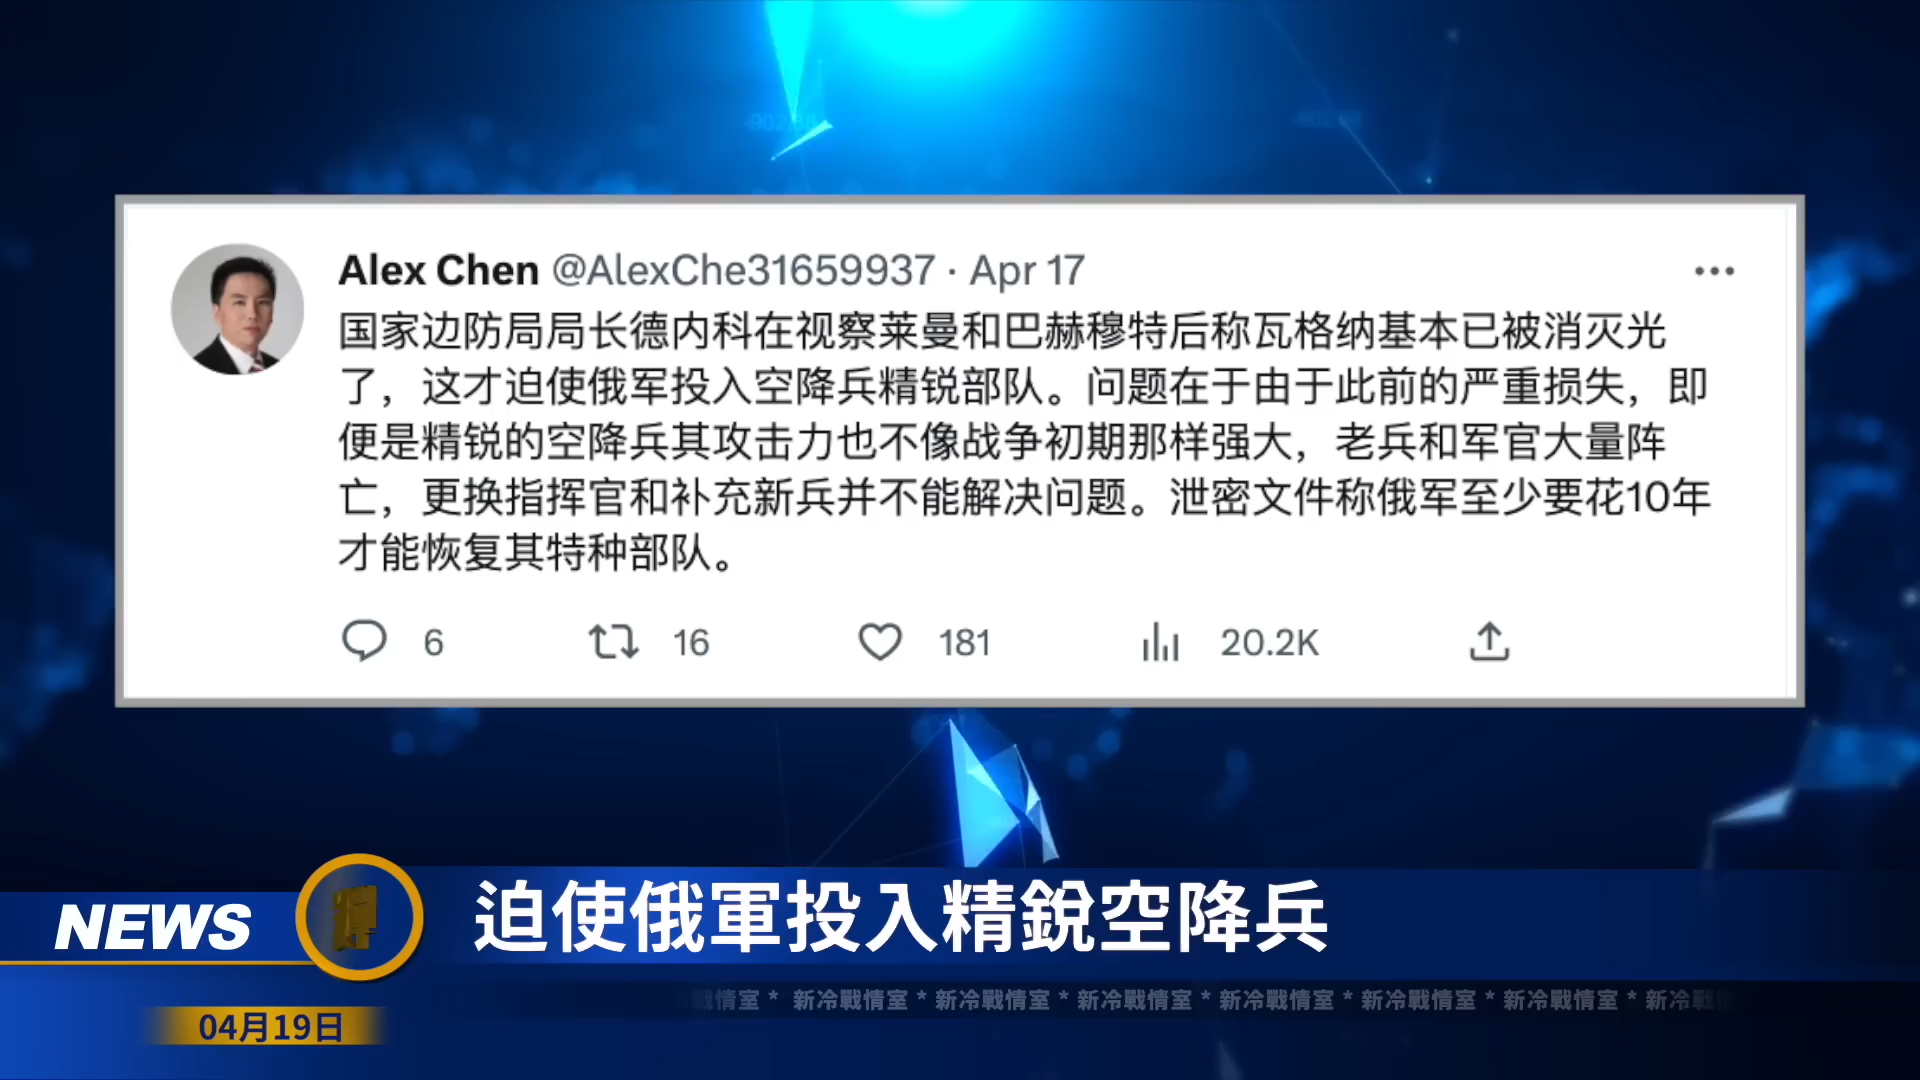 Alex Chen @AlexChe31659937 · Apr 17
国家边防局局长德内科在视察莱曼和巴赫穆特后称瓦格纳基本已被消灭光
了，这才迫使俄军投入空降兵精锐部队。问题在于由于此前的严重损失，即
便是精锐的空降兵其攻击力也不像战争初期那样强大，老兵和军官大量阵
亡，更换指挥官和补充新兵并不能解决问题。泄密文件称俄军至少要花10年
才能恢复其特种部队。
6 16 181 20.2K
NEWS
迫使俄軍投入精銳空降兵
戰情室 * 新冷戰情室 * 新冷戰情室 * 新冷戰情室 * 新冷戰情室 * 新冷戰情室 * 新冷戰情室 * 新冷戰
04月19日